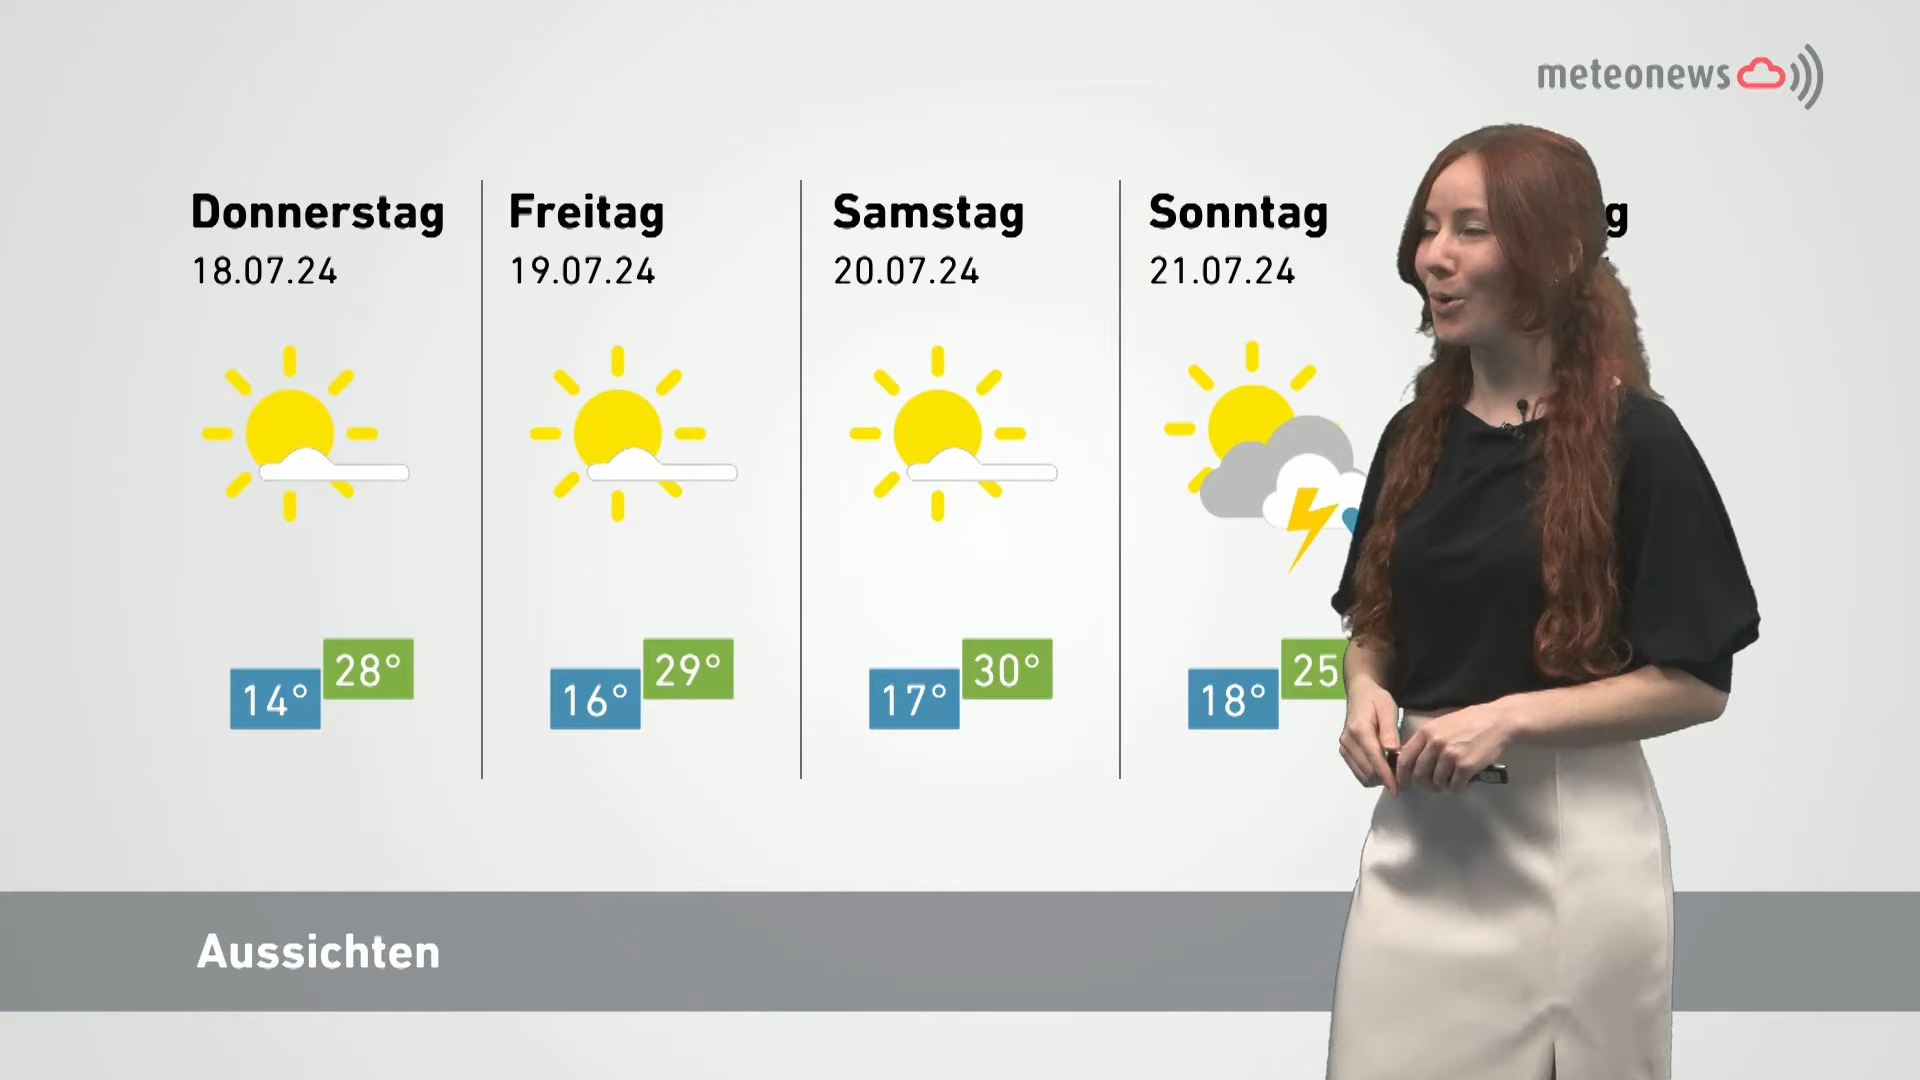 meteonews
Donnerstag
18.07.24
Freitag
19.07.24
Samstag
20.07.24
Sonntag
21.07.24
14°
28°
16°
29°
17°
30°
18°
25
Aussichten